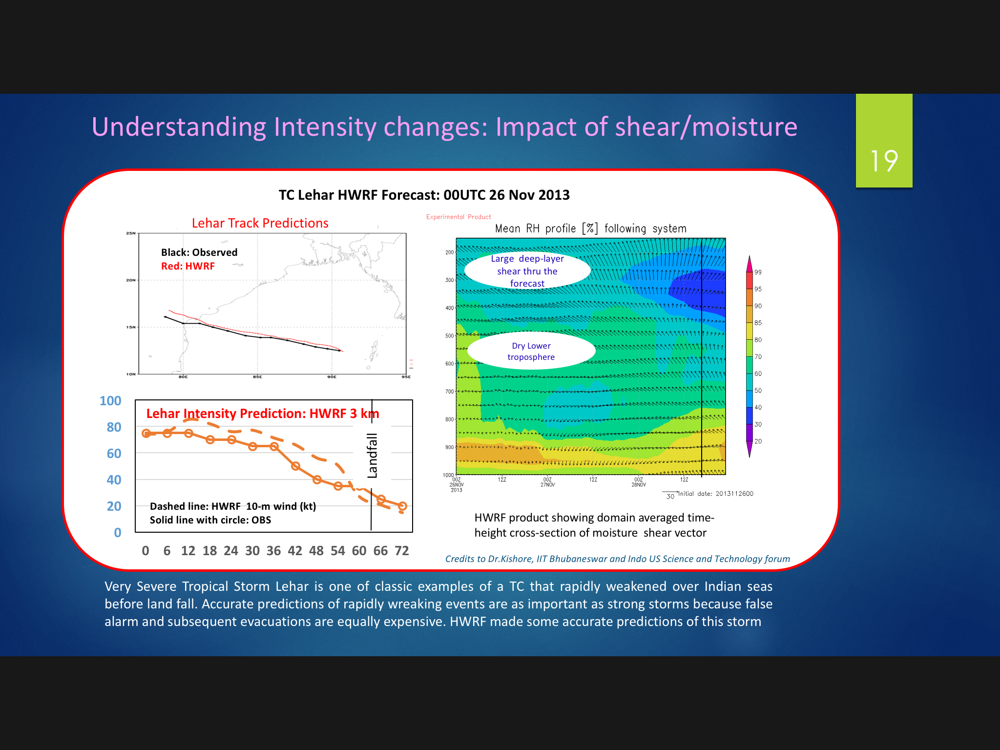 Understanding Intensity changes: Impact of shear/moisture
19
TC Lehar HWRF Forecast: 00UTC 26 Nov 2013
Lehar Track Predictions
25N
20N
15N
10N
80E 85E 90E 95E
Black: Observed
Red: HWRF
100
80
60
40
20
0
Lehar Intensity Prediction: HWRF 3 km
Landfall
Dashed line: HWRF 10-m wind (kt)
Solid line with circle: OBS
0 6 12 18 24 30 36 42 48 54 60 66 72
Experimental Product
Mean RH profile [%] following system
200
300
400
500
600
700
800
900
1000
Large deep-layer
shear thru the
forecast
Dry Lower
troposphere
00Z 12Z 00Z 12Z 00Z 12Z
26NOV 27NOV 28NOV
2013
99
95
90
85
80
70
60
50
40
30
20
30
Initial date: 2013112600
HWRF product showing domain averaged time-
height cross-section of moisture shear vector
Credits to Dr.Kishore, IIT Bhubaneswar and Indo US Science and Technology forum
Very Severe Tropical Storm Lehar is one of classic examples of a TC that rapidly weakened over Indian seas
before land fall. Accurate predictions of rapidly wreaking events are as important as strong storms because false
alarm and subsequent evacuations are equally expensive. HWRF made some accurate predictions of this storm